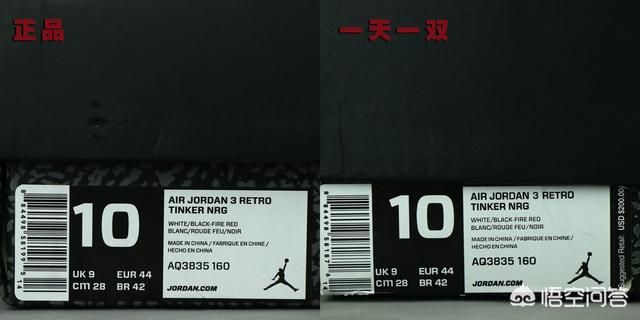 正品
一天一双
10
AIR JORDAN 3 RETRO
TINKER NRG
WHITE/BLACK-FIRE RED
BLANC/ROUGE FEU/NOIR
MADE IN CHINA / FABRIQUE EN CHINE /
HECHO EN CHINA
AQ3835 160
UK 9 EUR 44
CM 28 BR 42
JORDAN.COM
10
AIR JORDAN 3 RETRO
TINKER NRG
WHITE/BLACK-FIRE RED
BLANC/ROUGE FEU/NOIR
MADE IN CHINA / FABRIQUE EN CHINE /
HECHO EN CHINA
AQ3835 160
UK 9 EUR 44
CM 28 BR 42
JORDAN.COM
Suggested Retail: USD $200.00
悟空问答